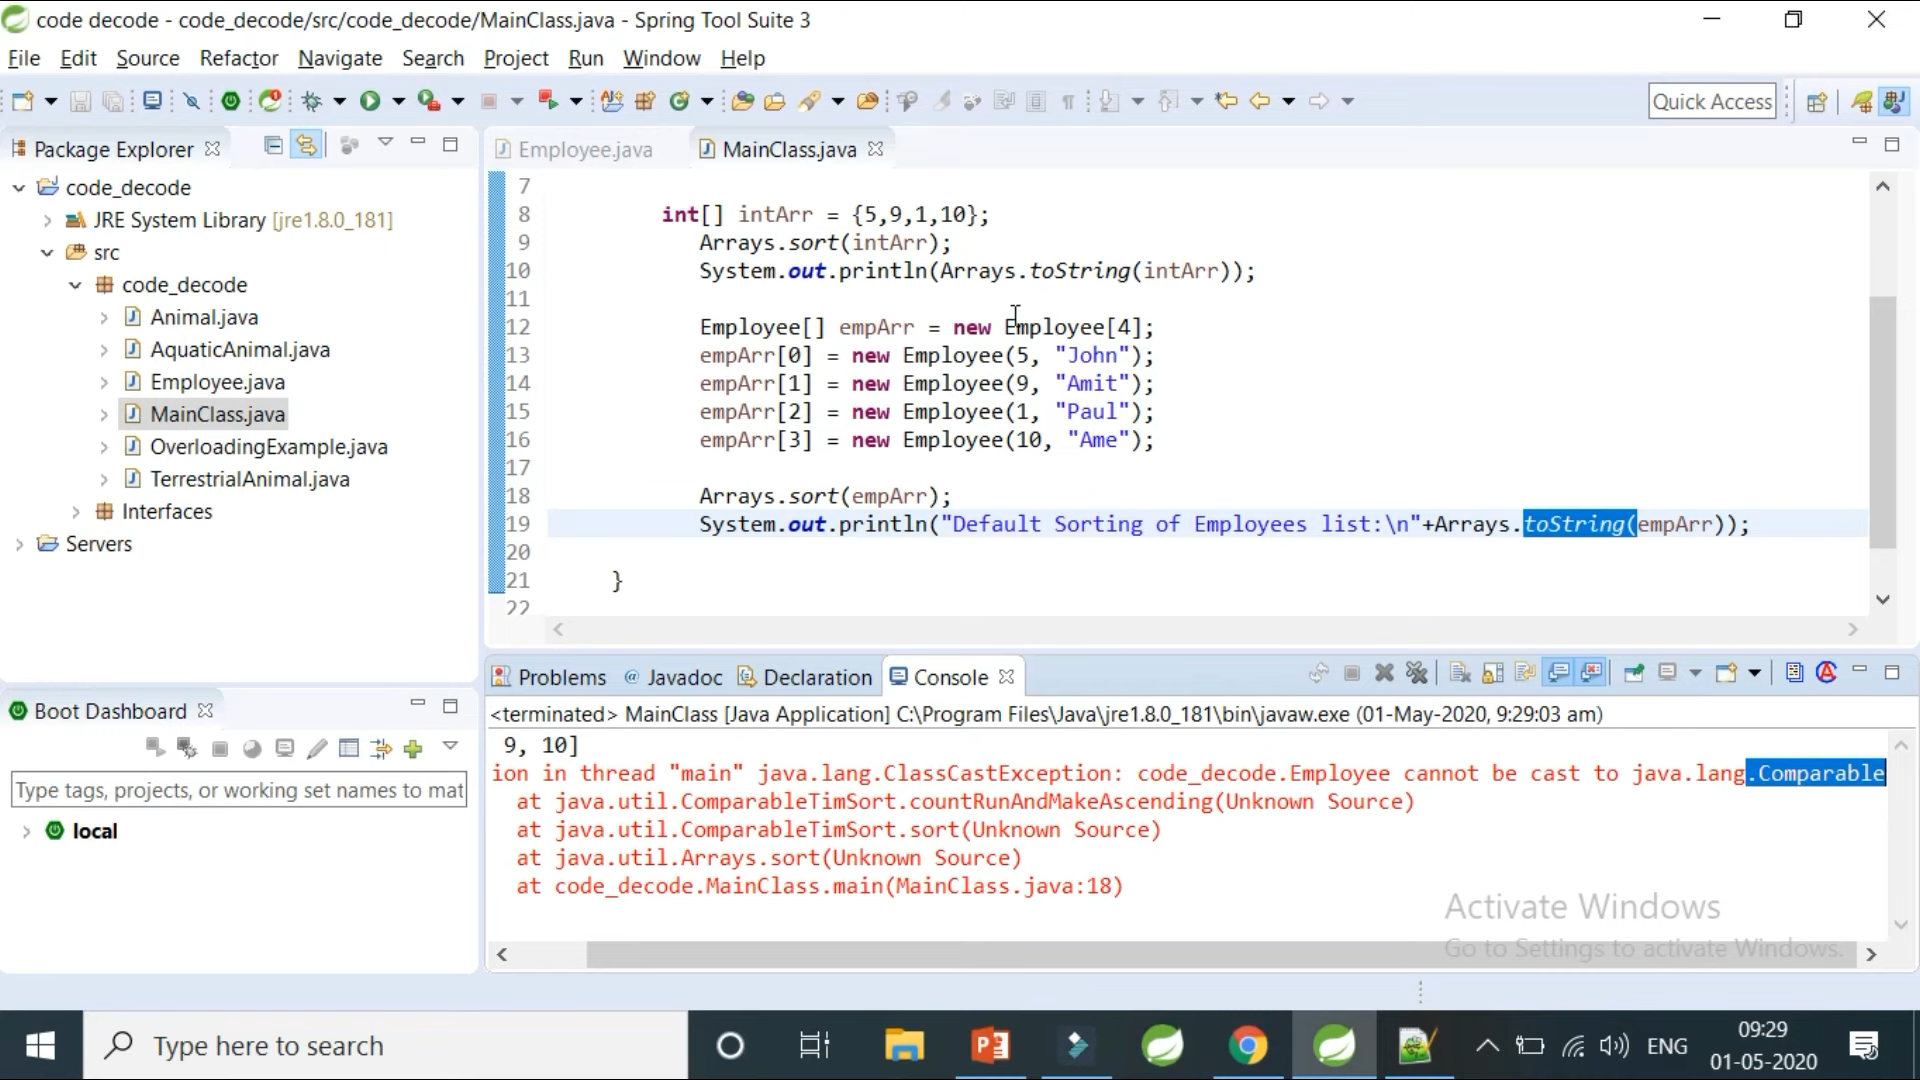 code decode - code_decode/src/code_decode/MainClass.java - Spring Tool Suite 3
File Edit Source Refactor Navigate Search Project Run Window Help
Quick Access
Package Explorer
code_decode
JRE System Library [jre1.8.0_181]
src
code_decode
Animal.java
AquaticAnimal.java
Employee.java
MainClass.java
OverloadingExample.java
TerrestrialAnimal.java
Interfaces
Servers
Employee.java MainClass.java
7
8 int[] intArr = {5,9,1,10};
9 Arrays.sort(intArr);
10 System.out.println(Arrays.toString(intArr));
11
12 Employee[] empArr = new Employee[4];
13 empArr[0] = new Employee(5, "John");
14 empArr[1] = new Employee(9, "Amit");
15 empArr[2] = new Employee(1, "Paul");
16 empArr[3] = new Employee(10, "Ame");
17
18 Arrays.sort(empArr);
19 System.out.println("Default Sorting of Employees list:\n"+Arrays.toString(empArr));
20
21 }
22
Boot Dashboard
Type tags, projects, or working set names to mat
local
Problems @ Javadoc Declaration Console
<terminated> MainClass [Java Application] C:\Program Files\Java\jre1.8.0_181\bin\javaw.exe (01-May-2020, 9:29:03 am)
9, 10]
ion in thread "main" java.lang.ClassCastException: code_decode.Employee cannot be cast to java.lang.Comparable
at java.util.ComparableTimSort.countRunAndMakeAscending(Unknown Source)
at java.util.ComparableTimSort.sort(Unknown Source)
at java.util.Arrays.sort(Unknown Source)
at code_decode.MainClass.main(MainClass.java:18)
Activate Windows
Go to Settings to activate Windows.
Type here to search
ENG
09:29
01-05-2020